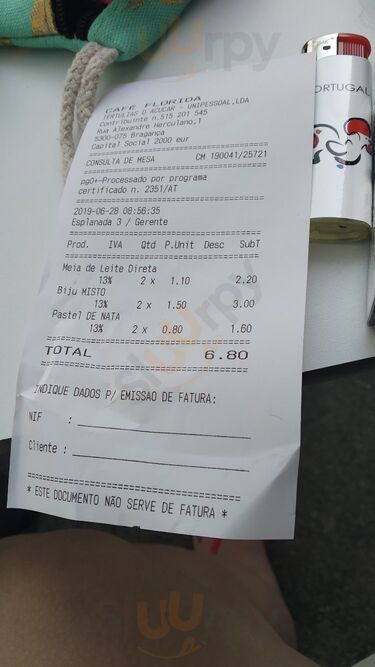 CAFÉ FLORIDA
TERTULIAS D'AÇUCAR - UNIPESSOAL,LDA
Contribuinte n.515 201 545
Rua Alexandre Herculano,1
5300-075 Bragança
Capital Social 2000 eur
CONSULTA DE MESA CM 190041/25721
pgO+-Processado por programa
certificado n. 2351/AT
2019-06-28 08:56:35
Esplanada 3 / Gerente
Prod. IVA Qtd P.Unit Desc SubT
Meia de Leite Direta
13% 2 x 1.10 2.20
Biju MISTO
13% 2 x 1.50 3.00
Pastel DE NATA
13% 2 x 0.80 1.60
TOTAL 6.80
INDIQUE DADOS P/ EMISSAO DE FATURA:
NIF :
Cliente :
* ESTE DOCUMENTO NÃO SERVE DE FATURA *
PORTUGAL
sluurpy